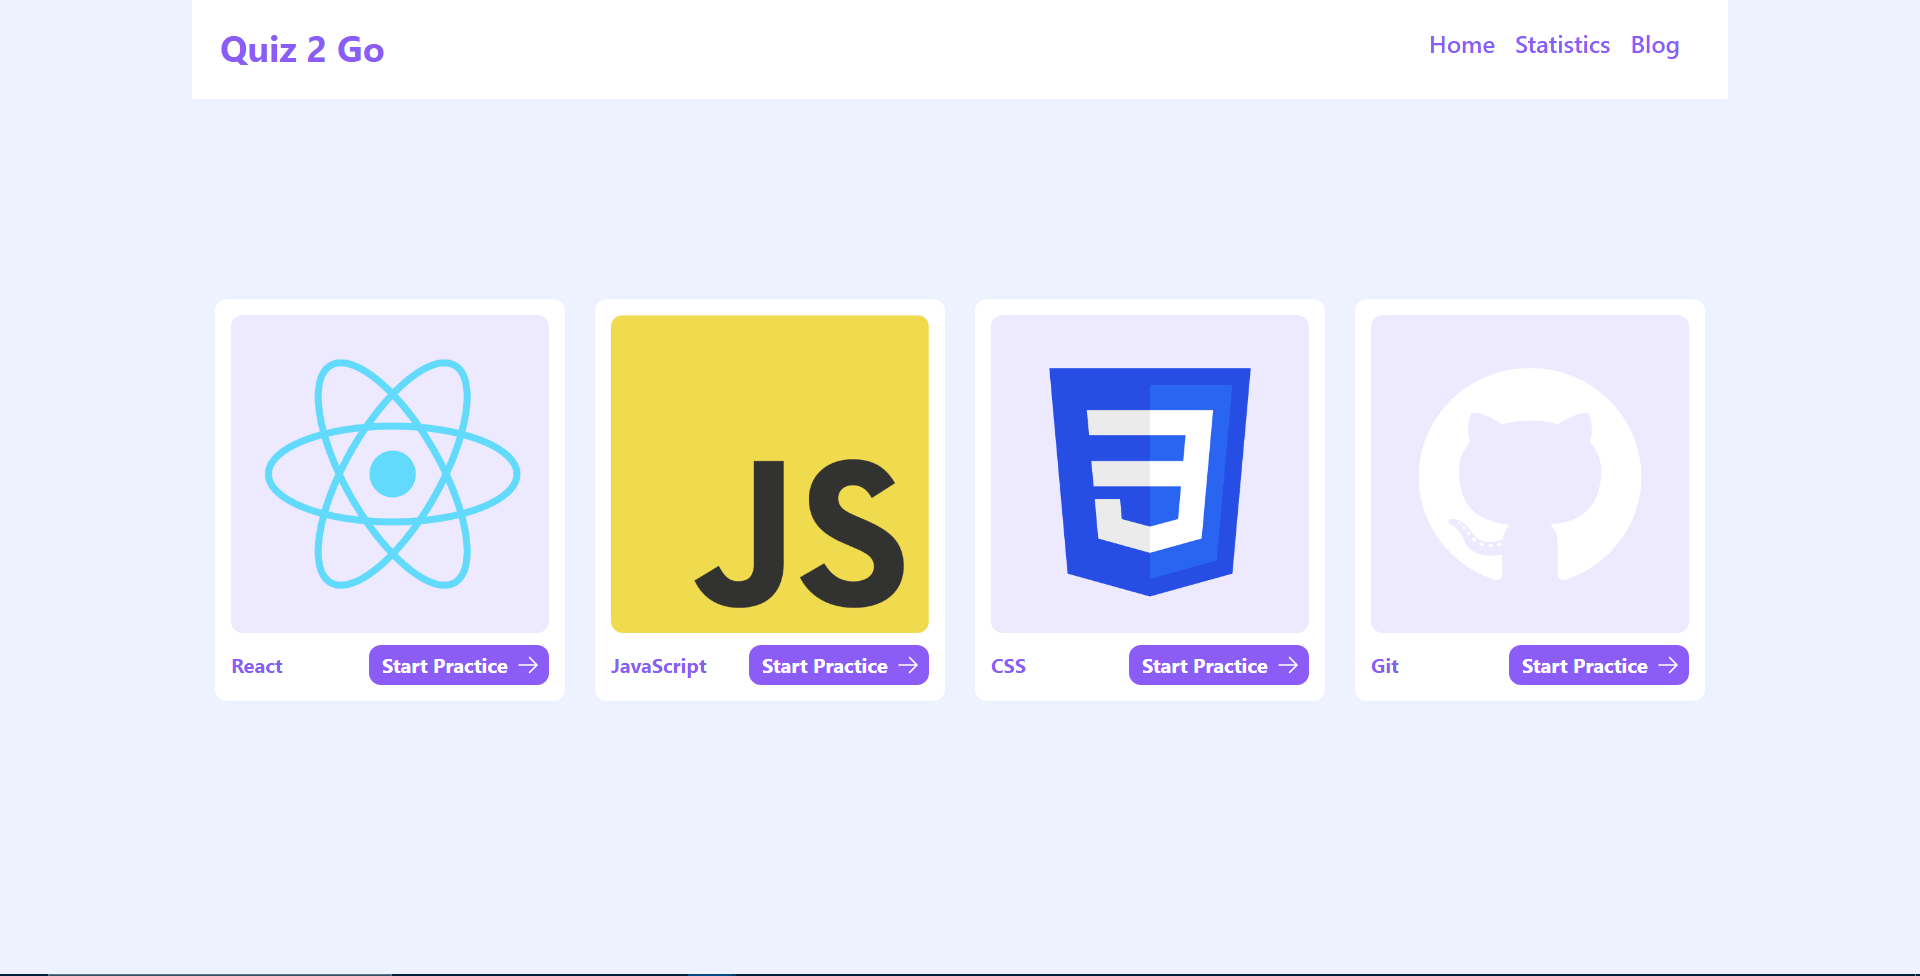 Quiz 2 Go
Home Statistics Blog
JS
React Start Practice
JavaScript Start Practice
CSS Start Practice
Git Start Practice